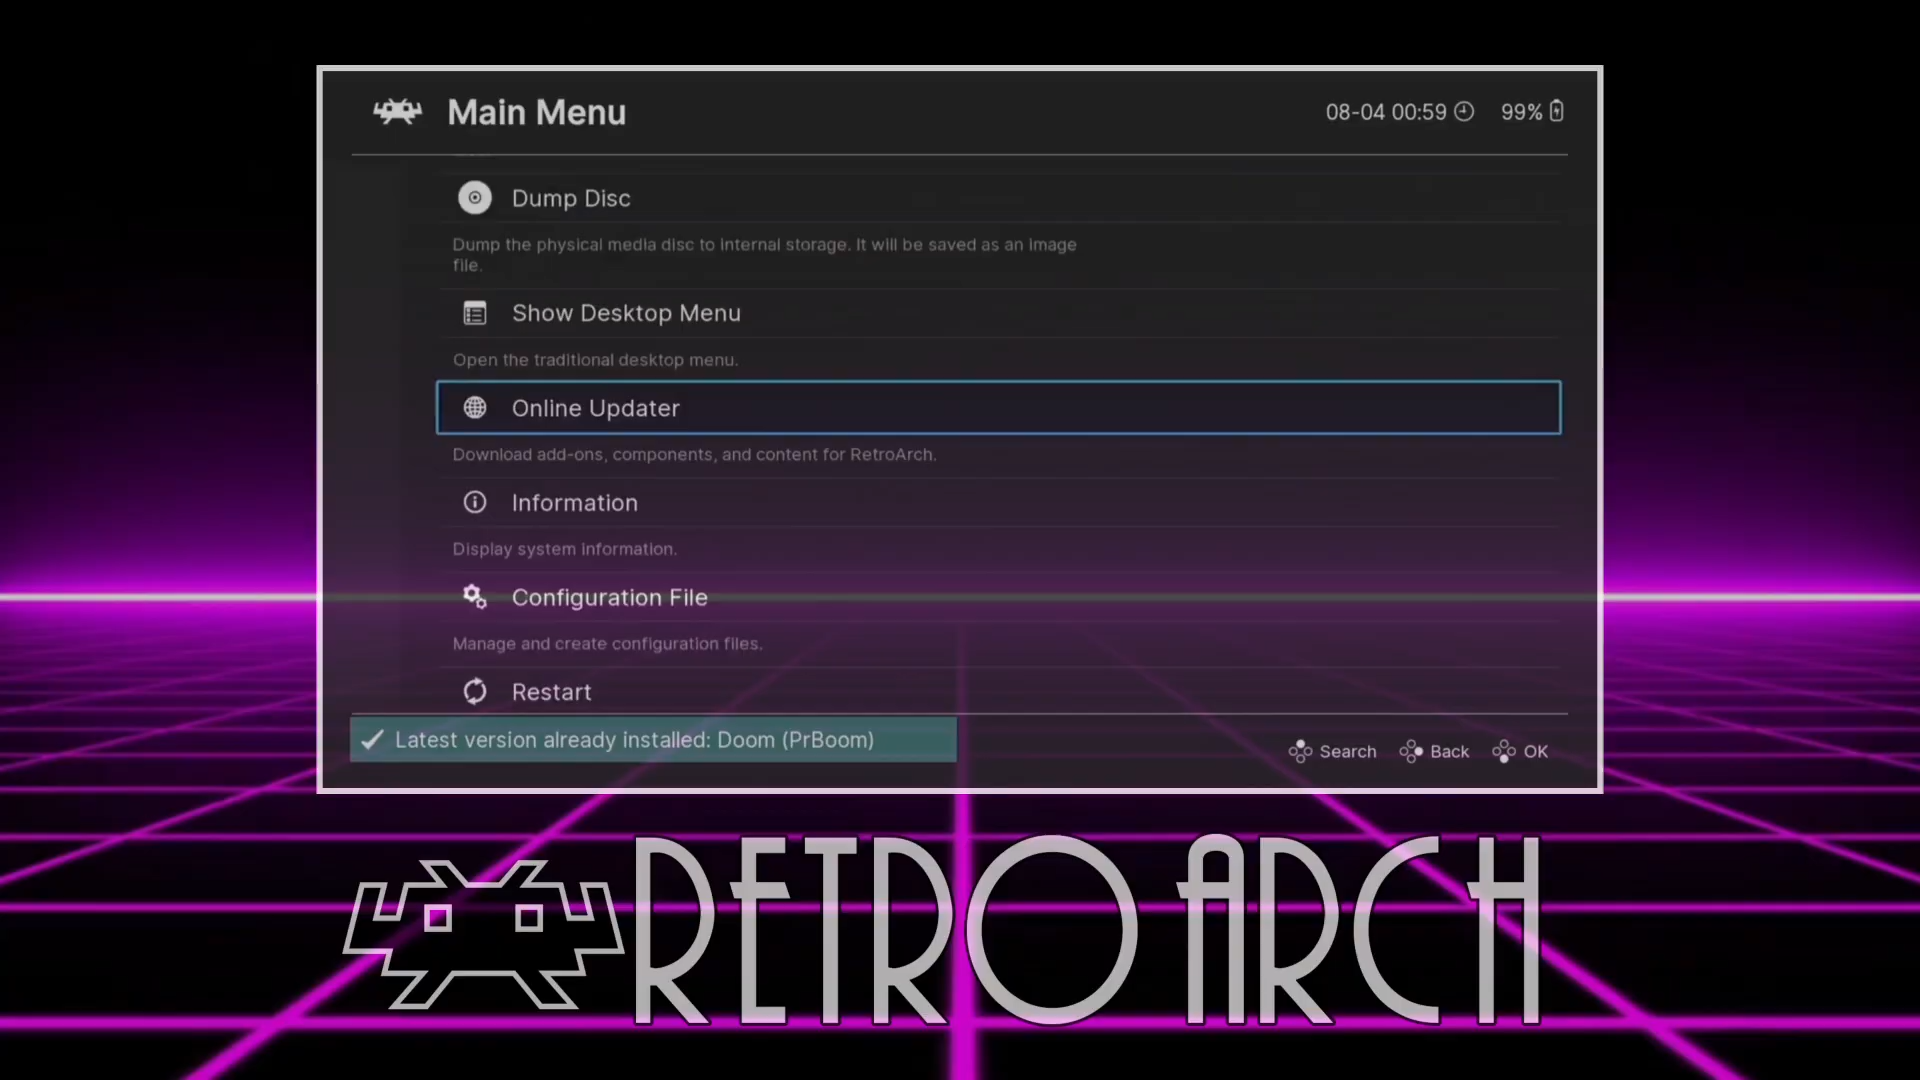 Main Menu
08-04 00:59
99%
Dump Disc
Dump the physical media disc to internal storage. It will be saved as an image
file.
Show Desktop Menu
Open the traditional desktop menu.
Online Updater
Download add-ons, components, and content for RetroArch.
Information
Display system information.
Configuration File
Manage and create configuration files.
Restart
Latest version already installed: Doom (PrBoom)
Search
Back
OK
RETRO ARCH